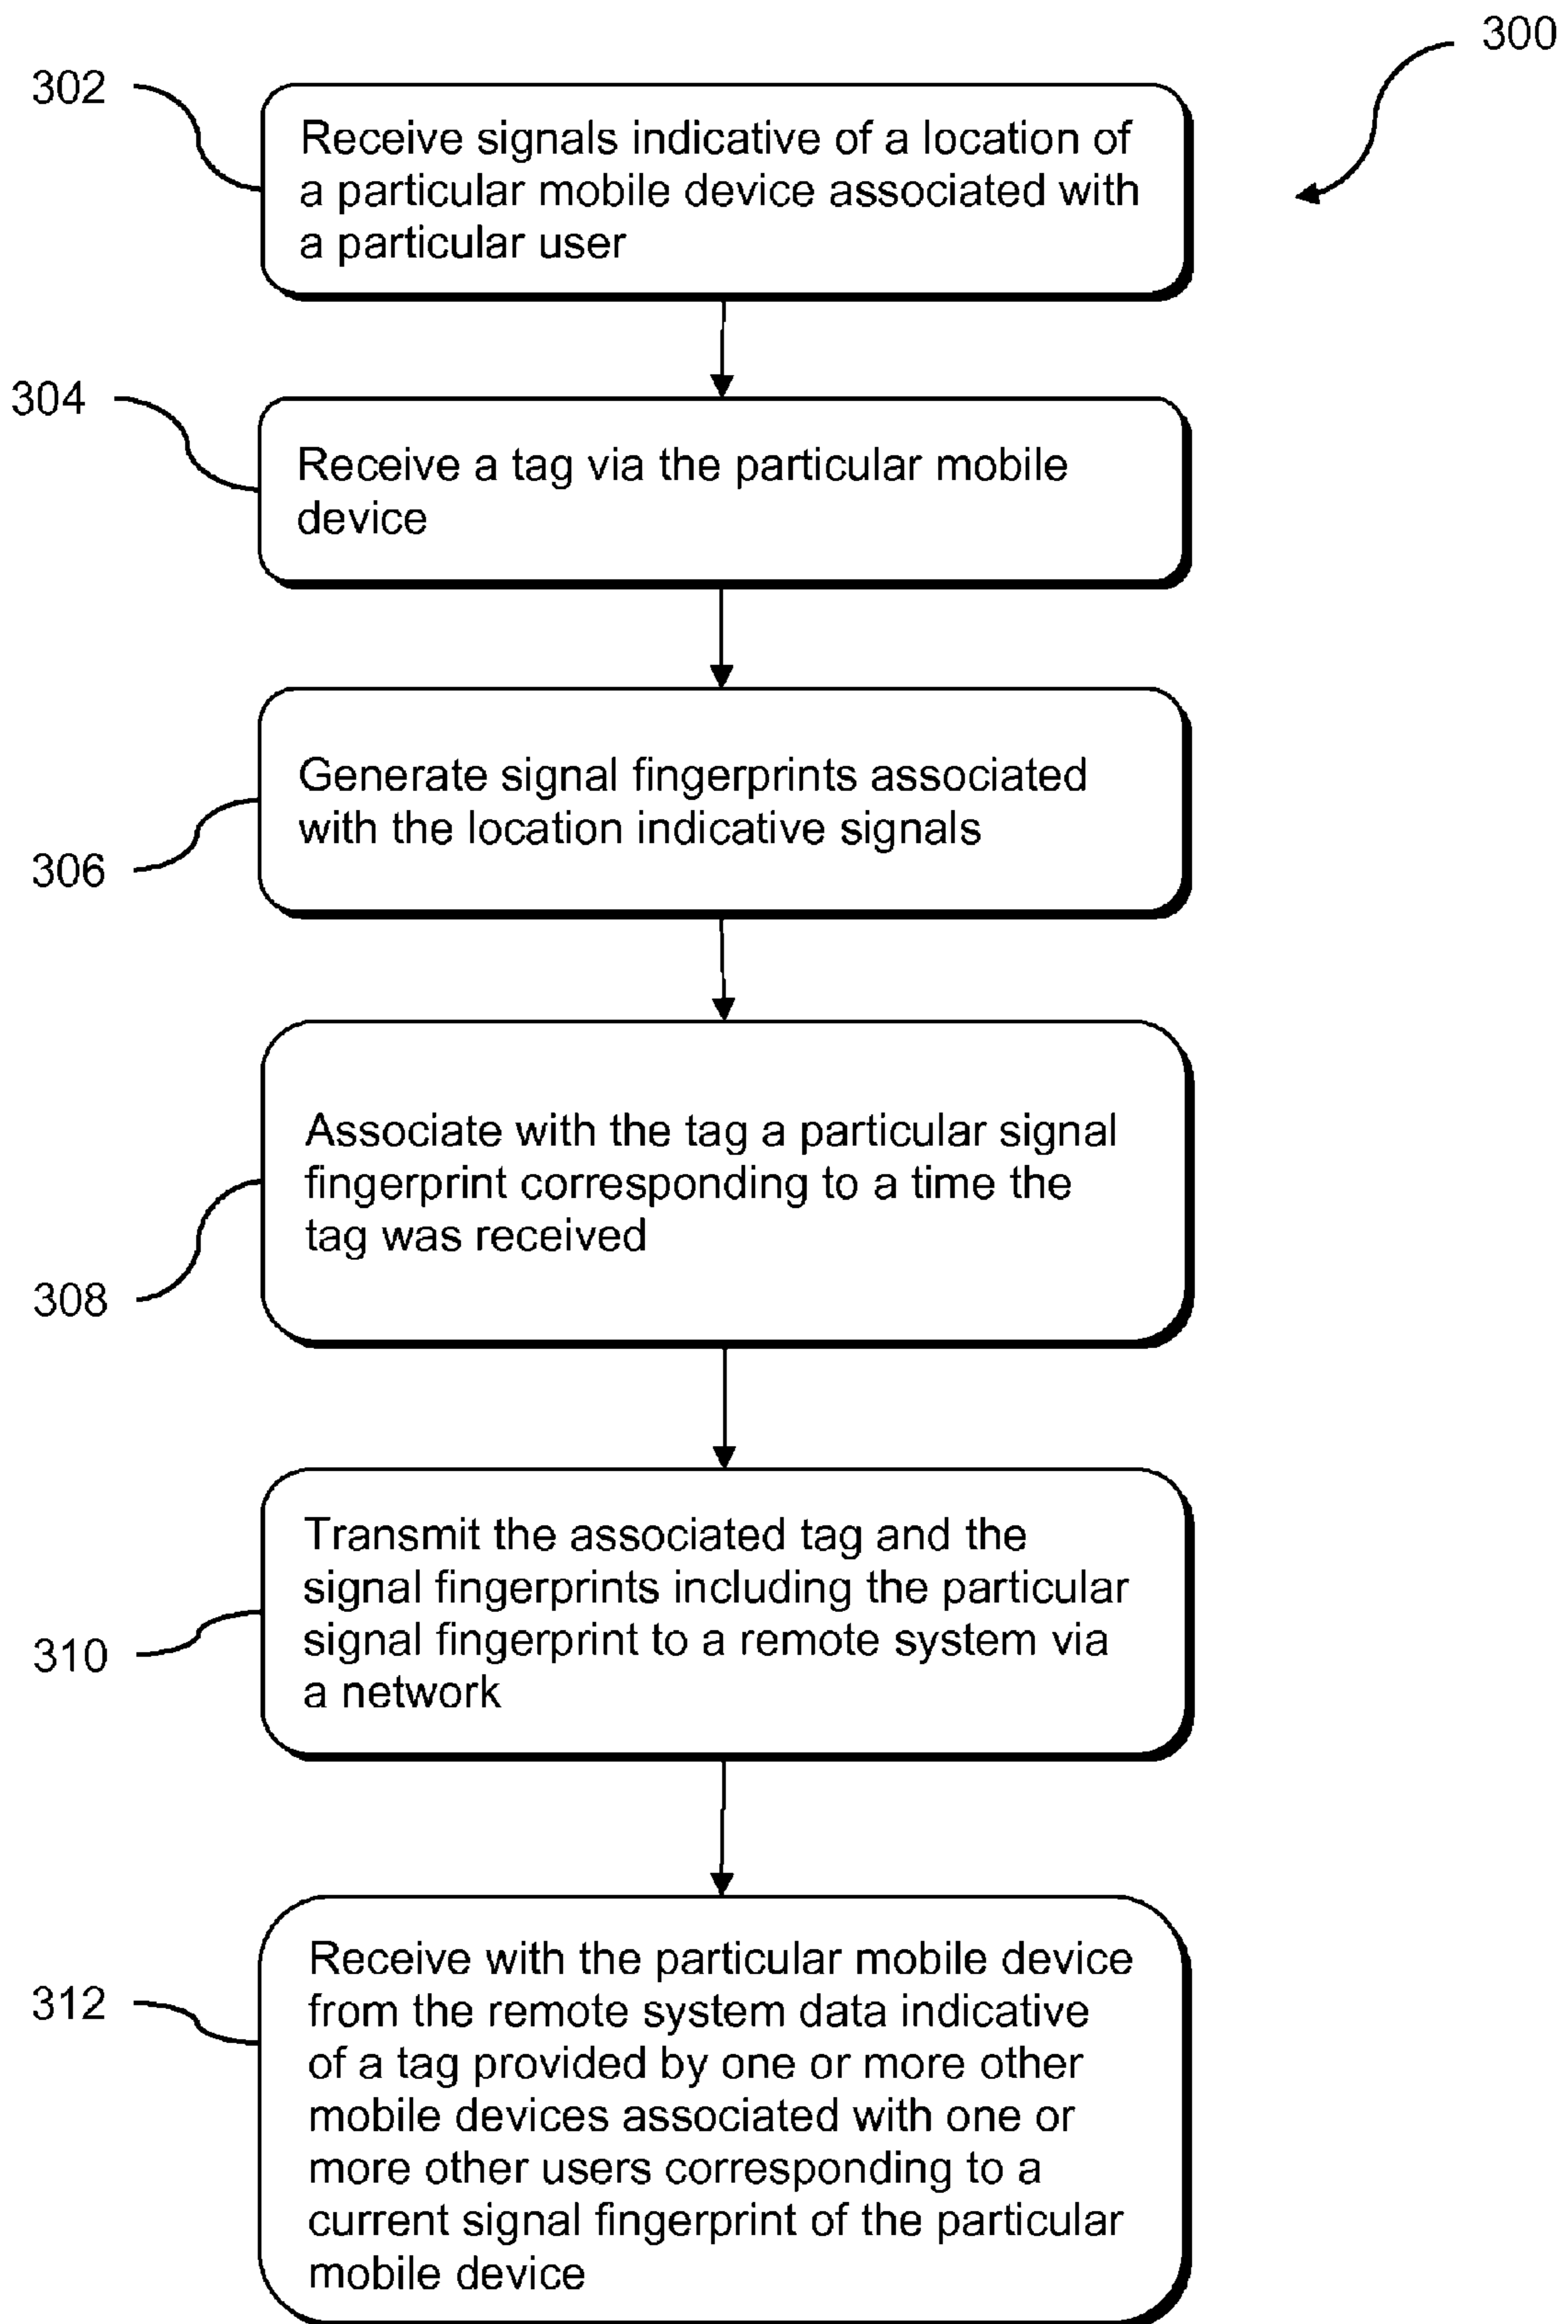 300
302
Receive signals indicative of a location of
a particular mobile device associated with
a particular user
304
Receive a tag via the particular mobile
device
Generate signal fingerprints associated
with the location indicative signals
306
Associate with the tag a particular signal
fingerprint corresponding to a time the
tag was received
308
Transmit the associated tag and the
signal fingerprints including the particular
signal fingerprint to a remote system via
a network
310
312
Receive with the particular mobile device
from the remote system data indicative
of a tag provided by one or more other
mobile devices associated with one or
more other users corresponding to a
current signal fingerprint of the particular
mobile device